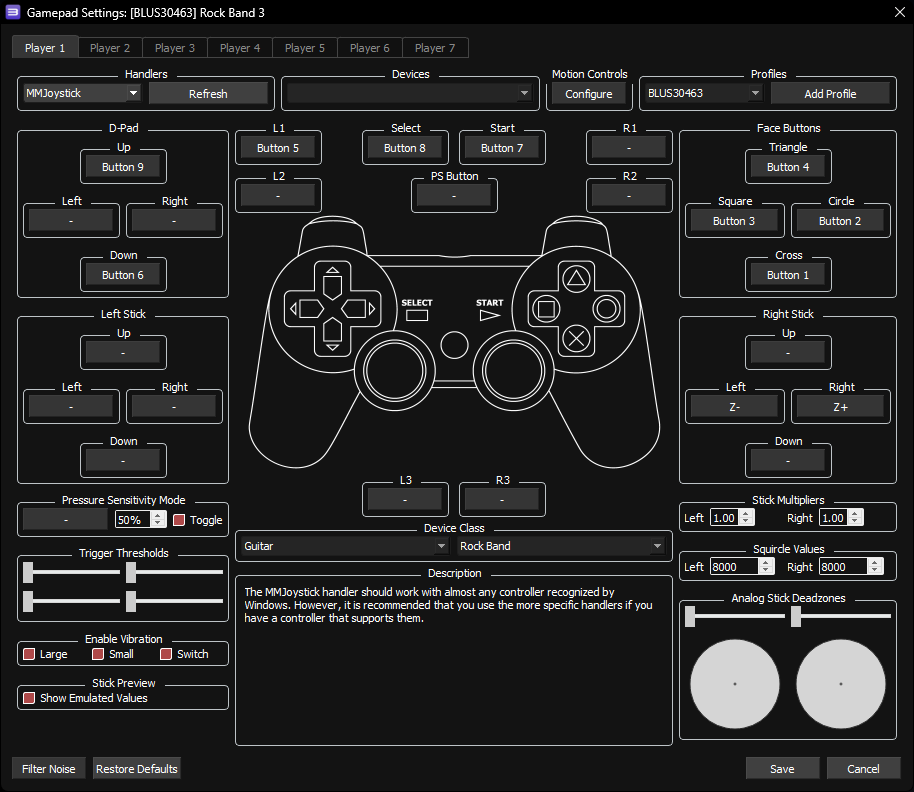 Gamepad Settings: [BLUS30463] Rock Band 3
Player 1 Player 2 Player 3 Player 4 Player 5 Player 6 Player 7
Handlers Devices Motion Controls Profiles
MMJoystick Refresh Configure BLUS30463 Add Profile
D-Pad L1 Select Start R1 Face Buttons
Up Button 5 Button 8 Button 7 - Triangle
Button 9 Button 4
L2 PS Button R2
- - -
Left Right Square Circle
- - Button 3 Button 2
Down Cross
Button 6 Button 1
SELECT START
Left Stick Right Stick
Up Up
- -
Left Right Left Right
- - Z- Z+
Down Down
- -
L3 R3
- -
Pressure Sensitivity Mode Stick Multipliers
- 50% Toggle Left 1.00 Right 1.00
Device Class
Guitar Rock Band
Trigger Thresholds Squircle Values
Left 8000 Right 8000
Description
The MMJoystick handler should work with almost any controller recognized by
Windows. However, it is recommended that you use the more specific handlers if you
have a controller that supports them.
Analog Stick Deadzones
Enable Vibration
Large Small Switch
Stick Preview
Show Emulated Values
Filter Noise Restore Defaults Save Cancel